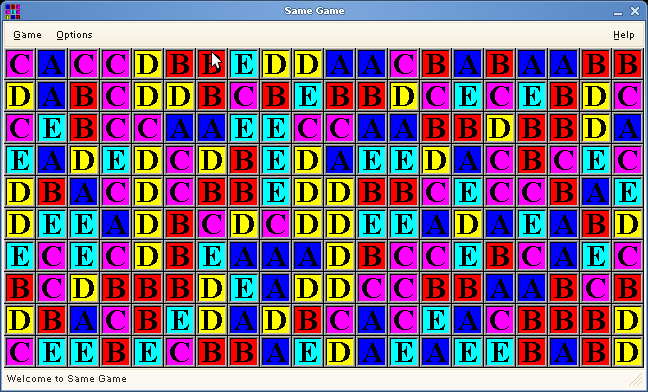 Same Game
Game Options Help
C A C C D B B E D D A A C B A B A A B B
D A B C D D B C B E B B D C E C E B D C
C E B C C A A E E C C A A B B D B B D A
E A D E D C D B E D A E E D A C B C E C
D B A C D C B B E D D B B C E C C B A E
D E E A D B C D C D D E E A D A E A B D
E C E C D B E A A A D B C C E B C A E C
B C D B B B D E A D D C C B B A A B C B
D B A C B E D A D B C A C E A C B B B D
C E E B E C B B A E D A E A E E B D A E
Welcome to Same Game